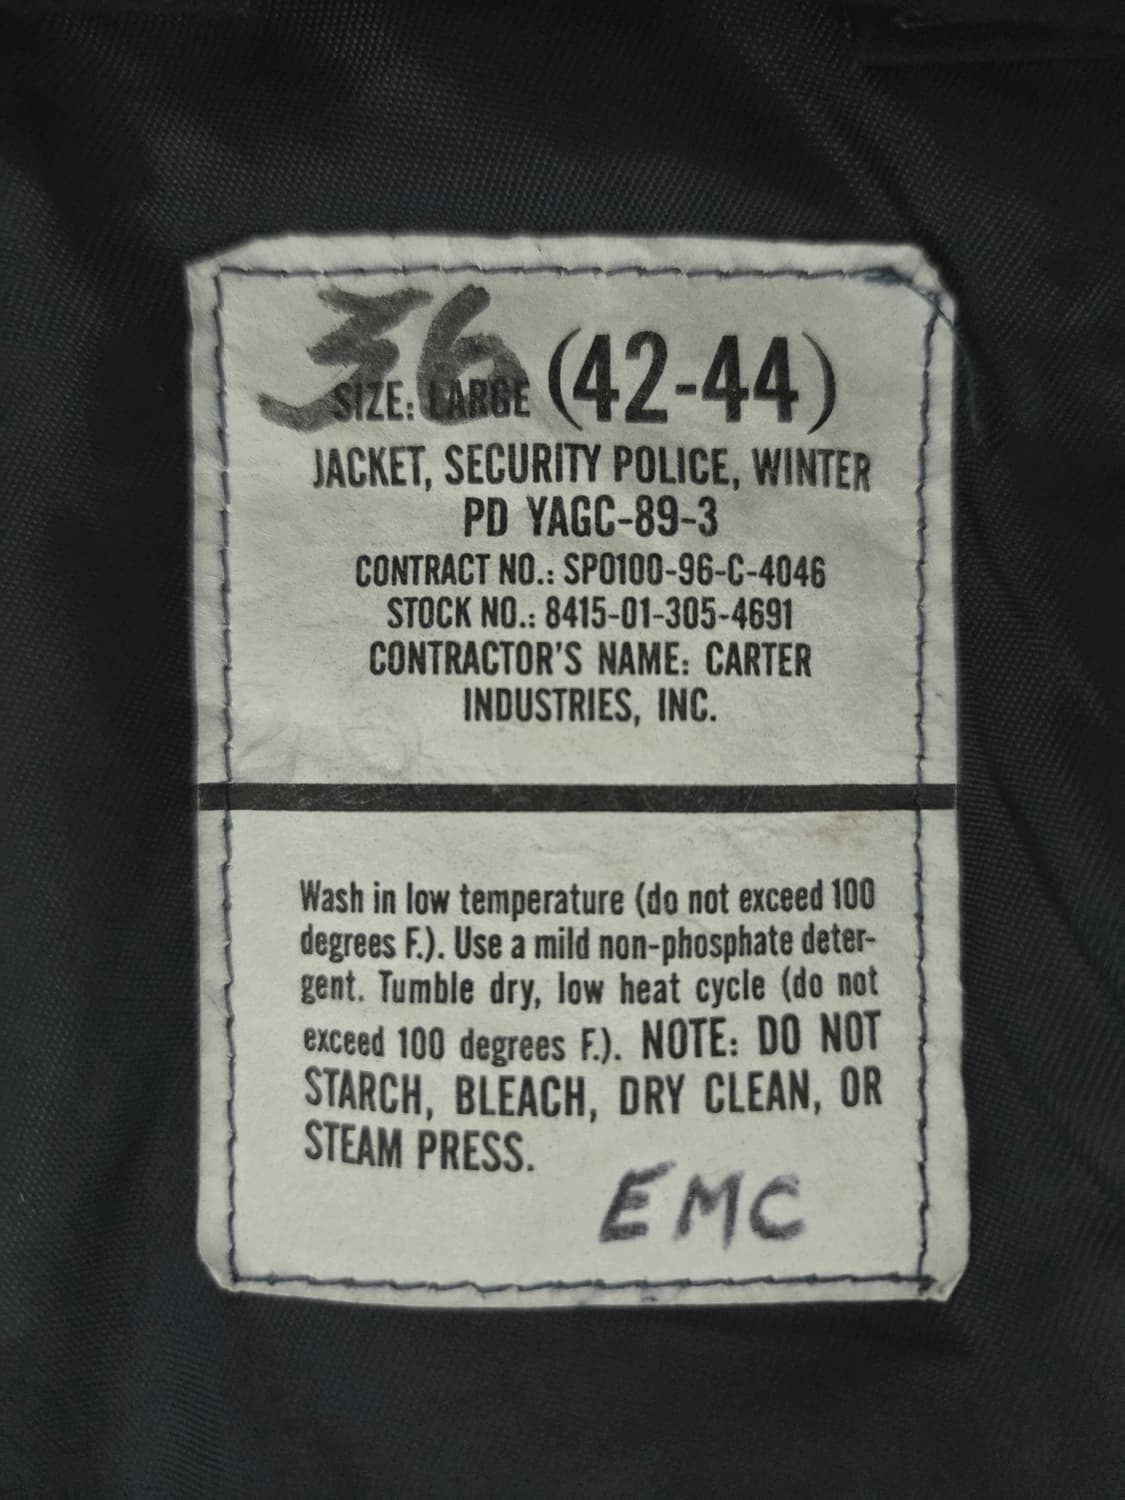 36
SIZE: LARGE (42-44)
JACKET, SECURITY POLICE, WINTER
PD YAGC-89-3
CONTRACT NO.: SPO100-96-C-4046
STOCK NO.: 8415-01-305-4691
CONTRACTOR'S NAME: CARTER
INDUSTRIES, INC.
Wash in low temperature (do not exceed 100
degrees F.). Use a mild non-phosphate deter-
gent. Tumble dry, low heat cycle (do not
exceed 100 degrees F.). NOTE: DO NOT
STARCH, BLEACH, DRY CLEAN, OR
STEAM PRESS.
EMC